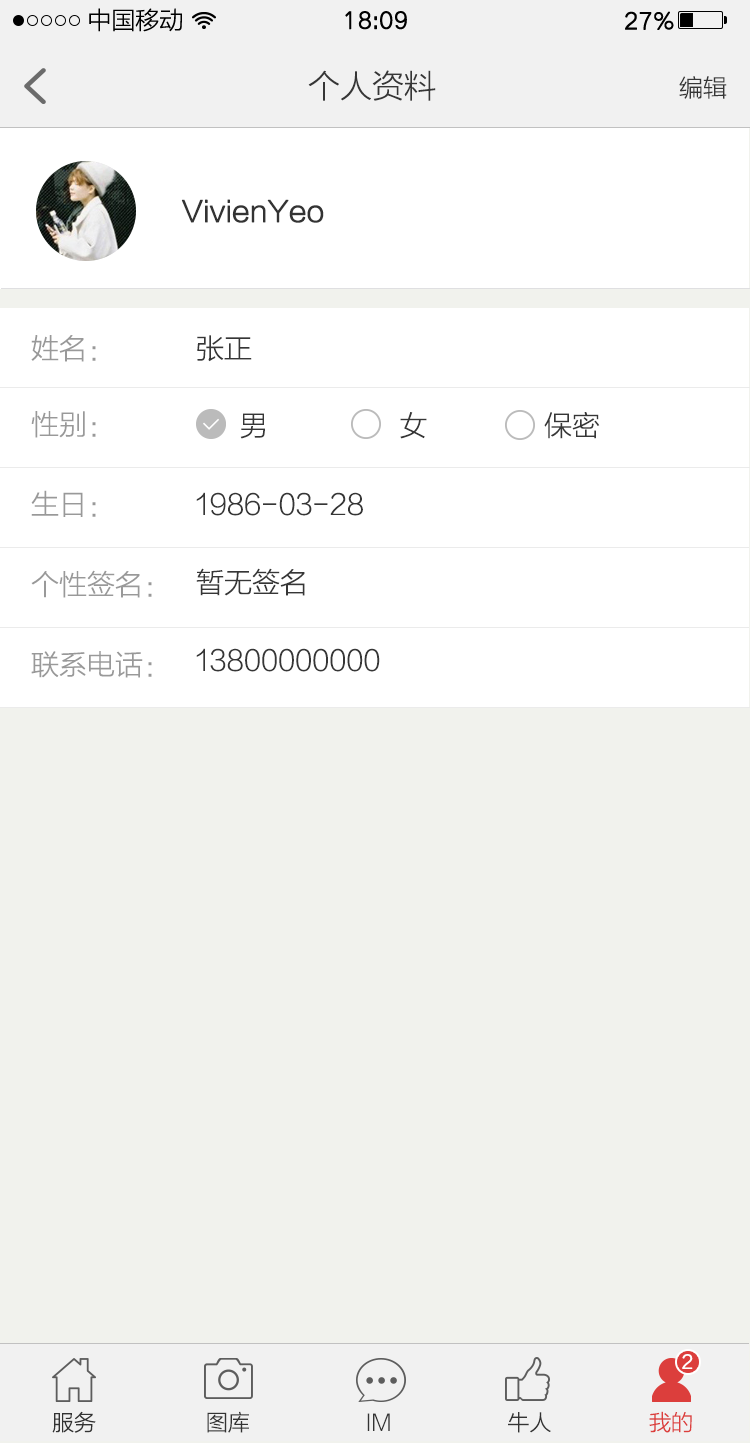 中国移动 18:09 27%
个人资料 编辑
VivienYeo
姓名： 张正
性别： 男 女 保密
生日： 1986-03-28
个性签名： 暂无签名
联系电话： 13800000000
2
服务 图库 IM 牛人 我的